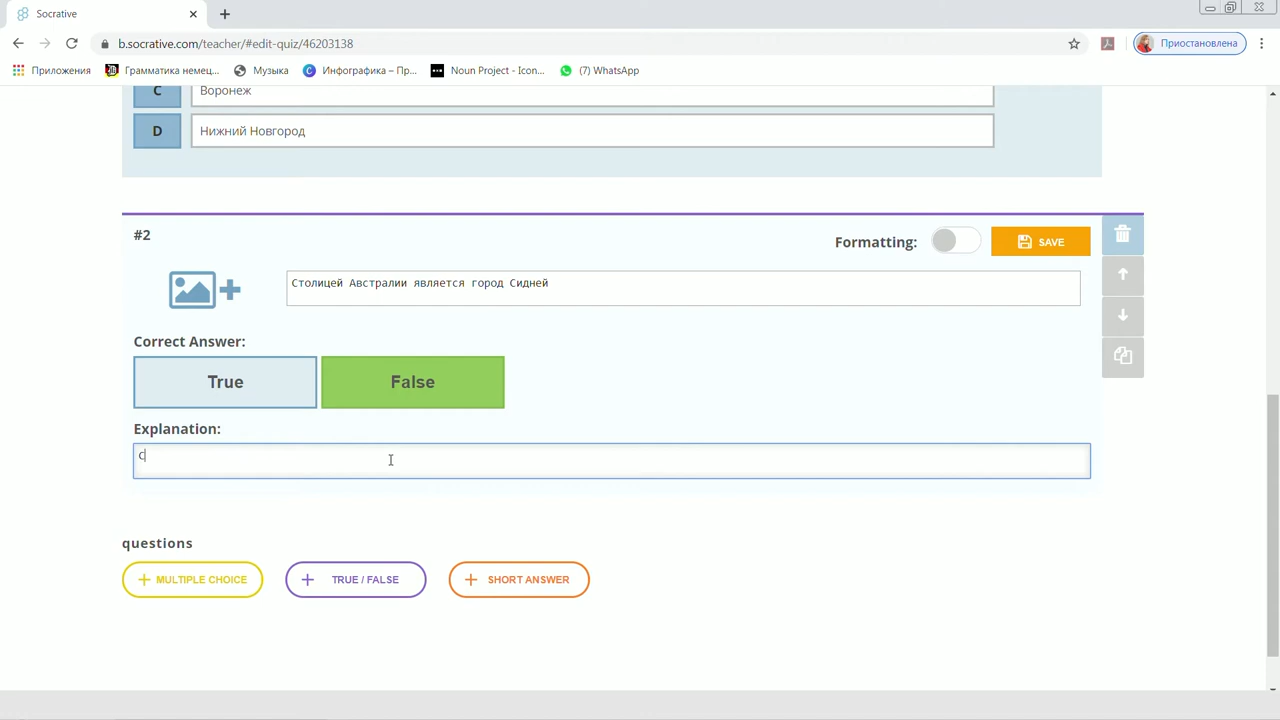 Socrative
b.socrative.com/teacher/#edit-quiz/46203138
Приостановлена
Приложения
Грамматика немец...
Музыка
Инфографика – Пр...
Noun Project - Icon...
(7) WhatsApp
C
Воронеж
D
Нижний Новгород
#2
Formatting:
SAVE
Столицей Австралии является город Сидней
Correct Answer:
True
False
Explanation:
С
questions
MULTIPLE CHOICE
TRUE / FALSE
SHORT ANSWER